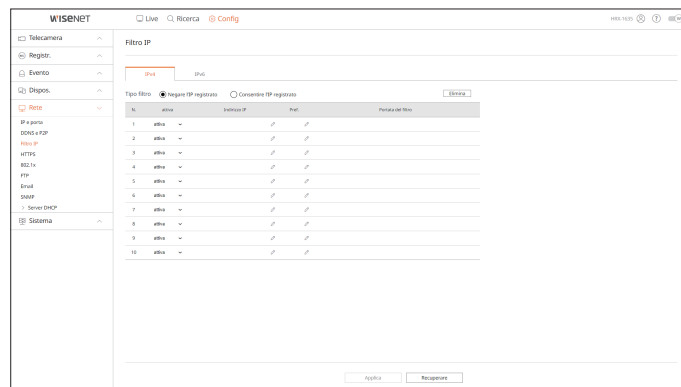 WISENET Live Ricerca Config HRX-1635 ?
Telecamera
Registr.
Evento
Dispos.
Rete
IP e porta
DDNS e P2P
Filtro IP
HTTPS
802.1x
FTP
Email
SNMP
> Server DHCP
Sistema
Filtro IP
IPv4 IPv6
Tipo filtro Negare l'IP registrato Consentire l'IP registrato Elimina
N. attiva Indirizzo IP Pref. Portata del filtro
1 attiva
2 attiva
3 attiva
4 attiva
5 attiva
6 attiva
7 attiva
8 attiva
9 attiva
10 attiva
Applica Recuperare